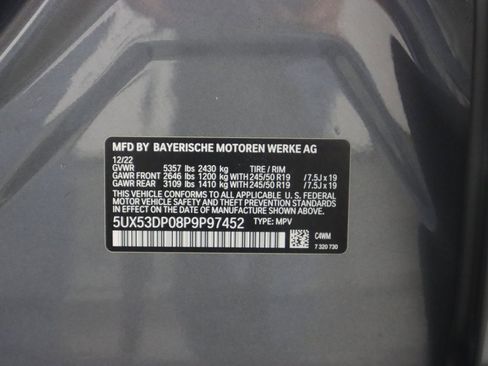 MFD BY BAYERISCHE MOTOREN WERKE AG
12/22
GVWR 5357 lbs 2430 kg TIRE / RIM
GAWR FRONT 2646 lbs 1200 kg WITH 245/50 R19 /7.5J x 19
GAWR REAR 3109 lbs 1410 kg WITH 245/50 R19 /7.5J x 19
THIS VEHICLE CONFORMS TO ALL APPLICABLE U. S. FEDERAL
MOTOR VEHICLE SAFETY AND THEFT PREVENTION STANDARDS
IN EFFECT ON THE DATE OF MANUFACTURE SHOWN ABOVE.
5UX53DP08P9P97452 TYPE: MPV
C4WM
7 320 730